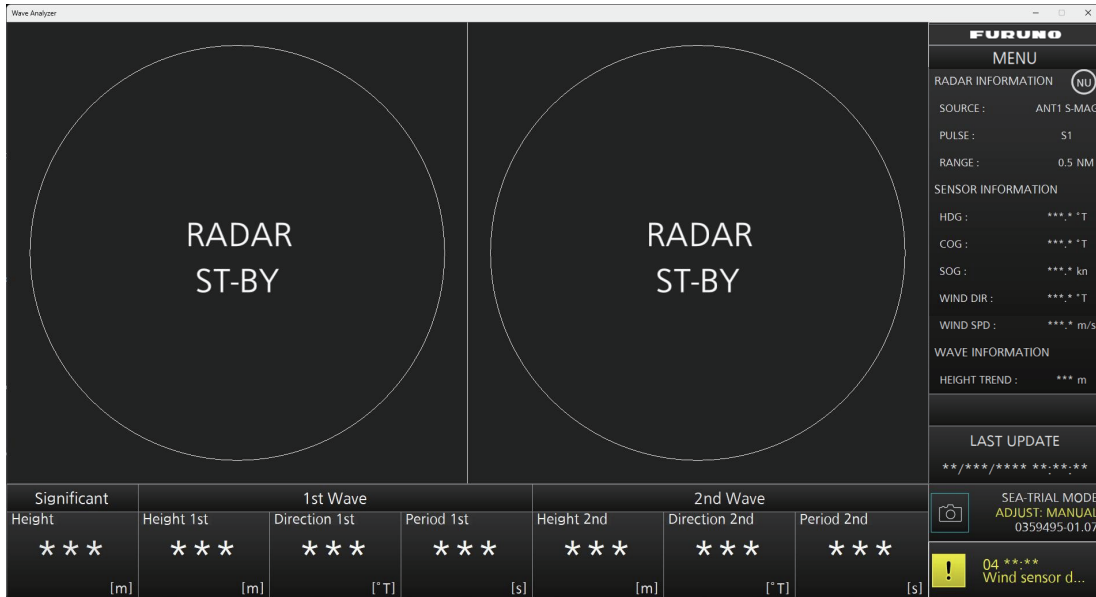 Wave Analyzer
RADAR
ST-BY
RADAR
ST-BY
FURUNO
MENU
RADAR INFORMATION NU
SOURCE : ANT1 S-MAG
PULSE : S1
RANGE : 0.5 NM
SENSOR INFORMATION
HDG : ***.* °T
COG : ***.* °T
SOG : ***.* kn
WIND DIR : ***.* °T
WIND SPD : ***.* m/s
WAVE INFORMATION
HEIGHT TREND : *** m
LAST UPDATE
**/***/**** **:**:**
SEA-TRIAL MODE
ADJUST: MANUAL
0359495-01.07
! 04 **:**
Wind sensor d...
Significant 1st Wave 2nd Wave
Height Height 1st Direction 1st Period 1st Height 2nd Direction 2nd Period 2nd
*** *** *** *** *** *** ***
[m] [m] [°T] [s] [m] [°T] [s]